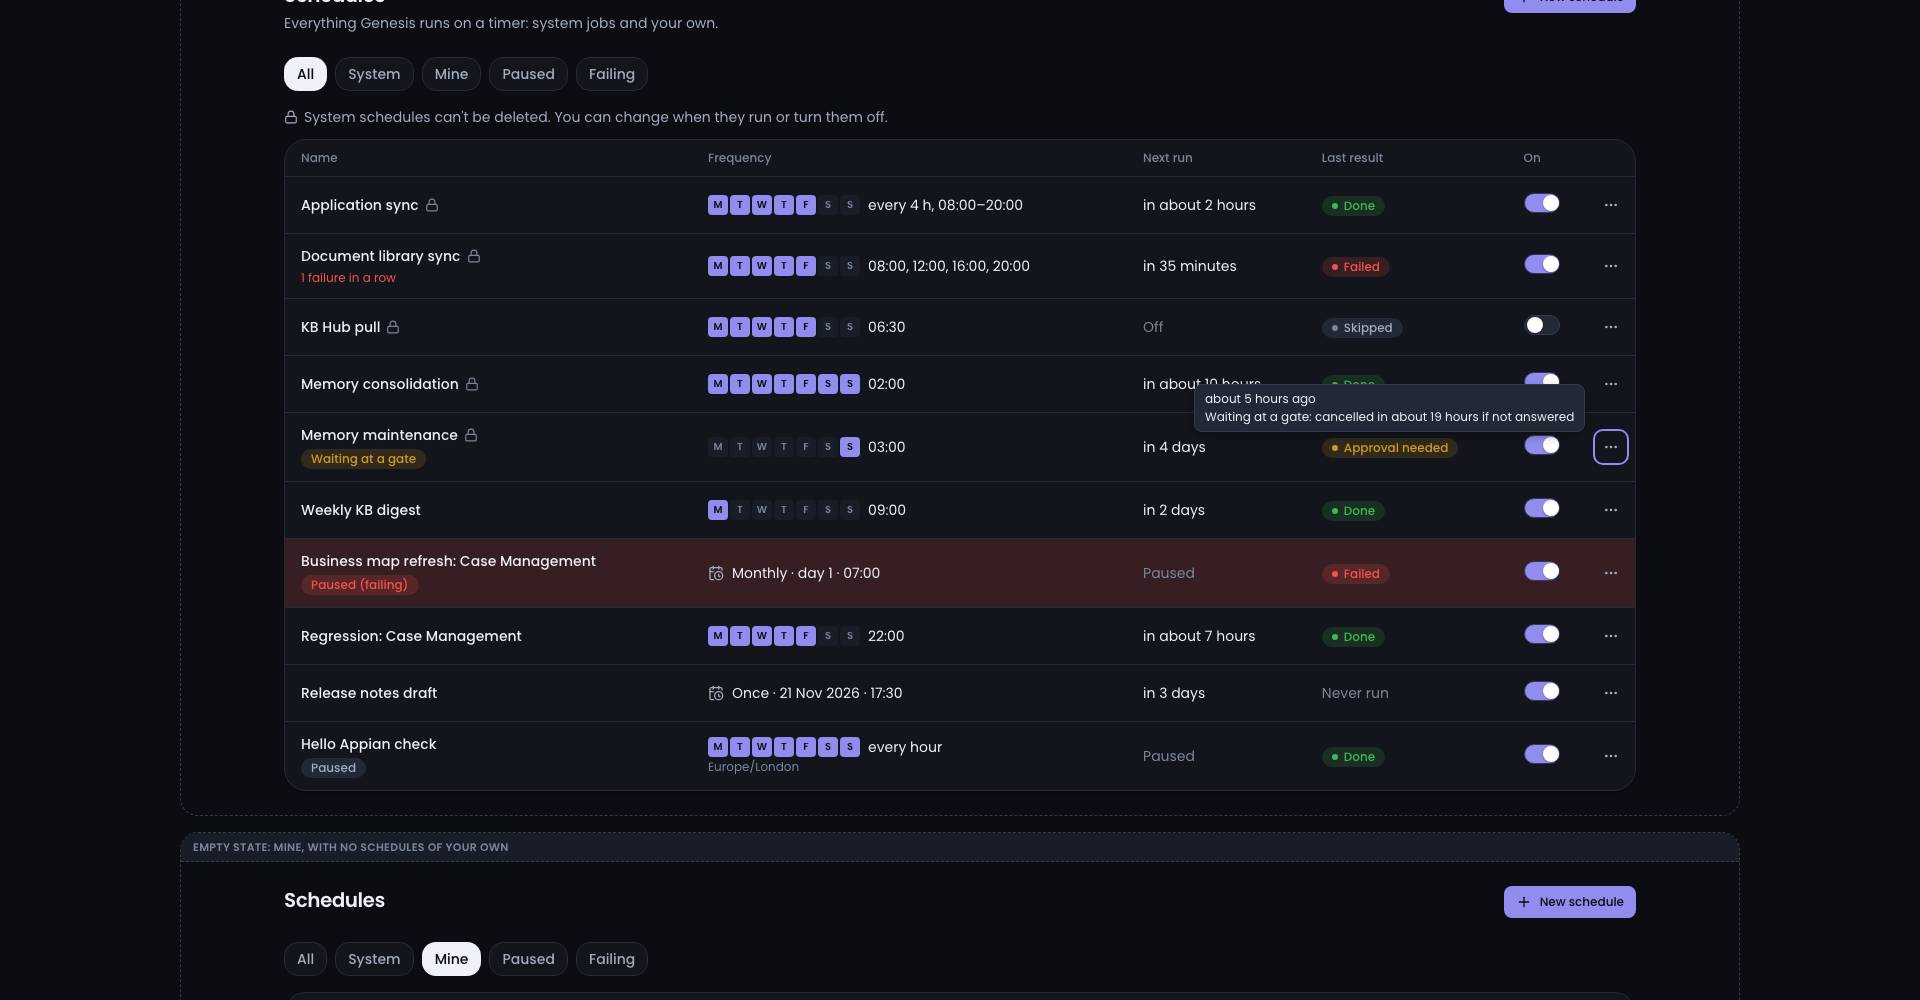 Everything Genesis runs on a timer: system jobs and your own.
All System Mine Paused Failing
System schedules can't be deleted. You can change when they run or turn them off.
Name Frequency Next run Last result On
Application sync M T W T F S S every 4 h, 08:00–20:00 in about 2 hours Done
Document library sync M T W T F S S 08:00, 12:00, 16:00, 20:00 in 35 minutes Failed
1 failure in a row
KB Hub pull M T W T F S S 06:30 Off Skipped
Memory consolidation M T W T F S S 02:00 in about 10 hours Done
about 5 hours ago
Waiting at a gate: cancelled in about 19 hours if not answered
Memory maintenance M T W T F S S 03:00 in 4 days Approval needed
Waiting at a gate
Weekly KB digest M T W T F S S 09:00 in 2 days Done
Business map refresh: Case Management Monthly · day 1 · 07:00 Paused Failed
Paused (failing)
Regression: Case Management M T W T F S S 22:00 in about 7 hours Done
Release notes draft Once · 21 Nov 2026 · 17:30 in 3 days Never run
Hello Appian check M T W T F S S every hour Paused Done
Paused Europe/London
EMPTY STATE: MINE, WITH NO SCHEDULES OF YOUR OWN
Schedules New schedule
All System Mine Paused Failing